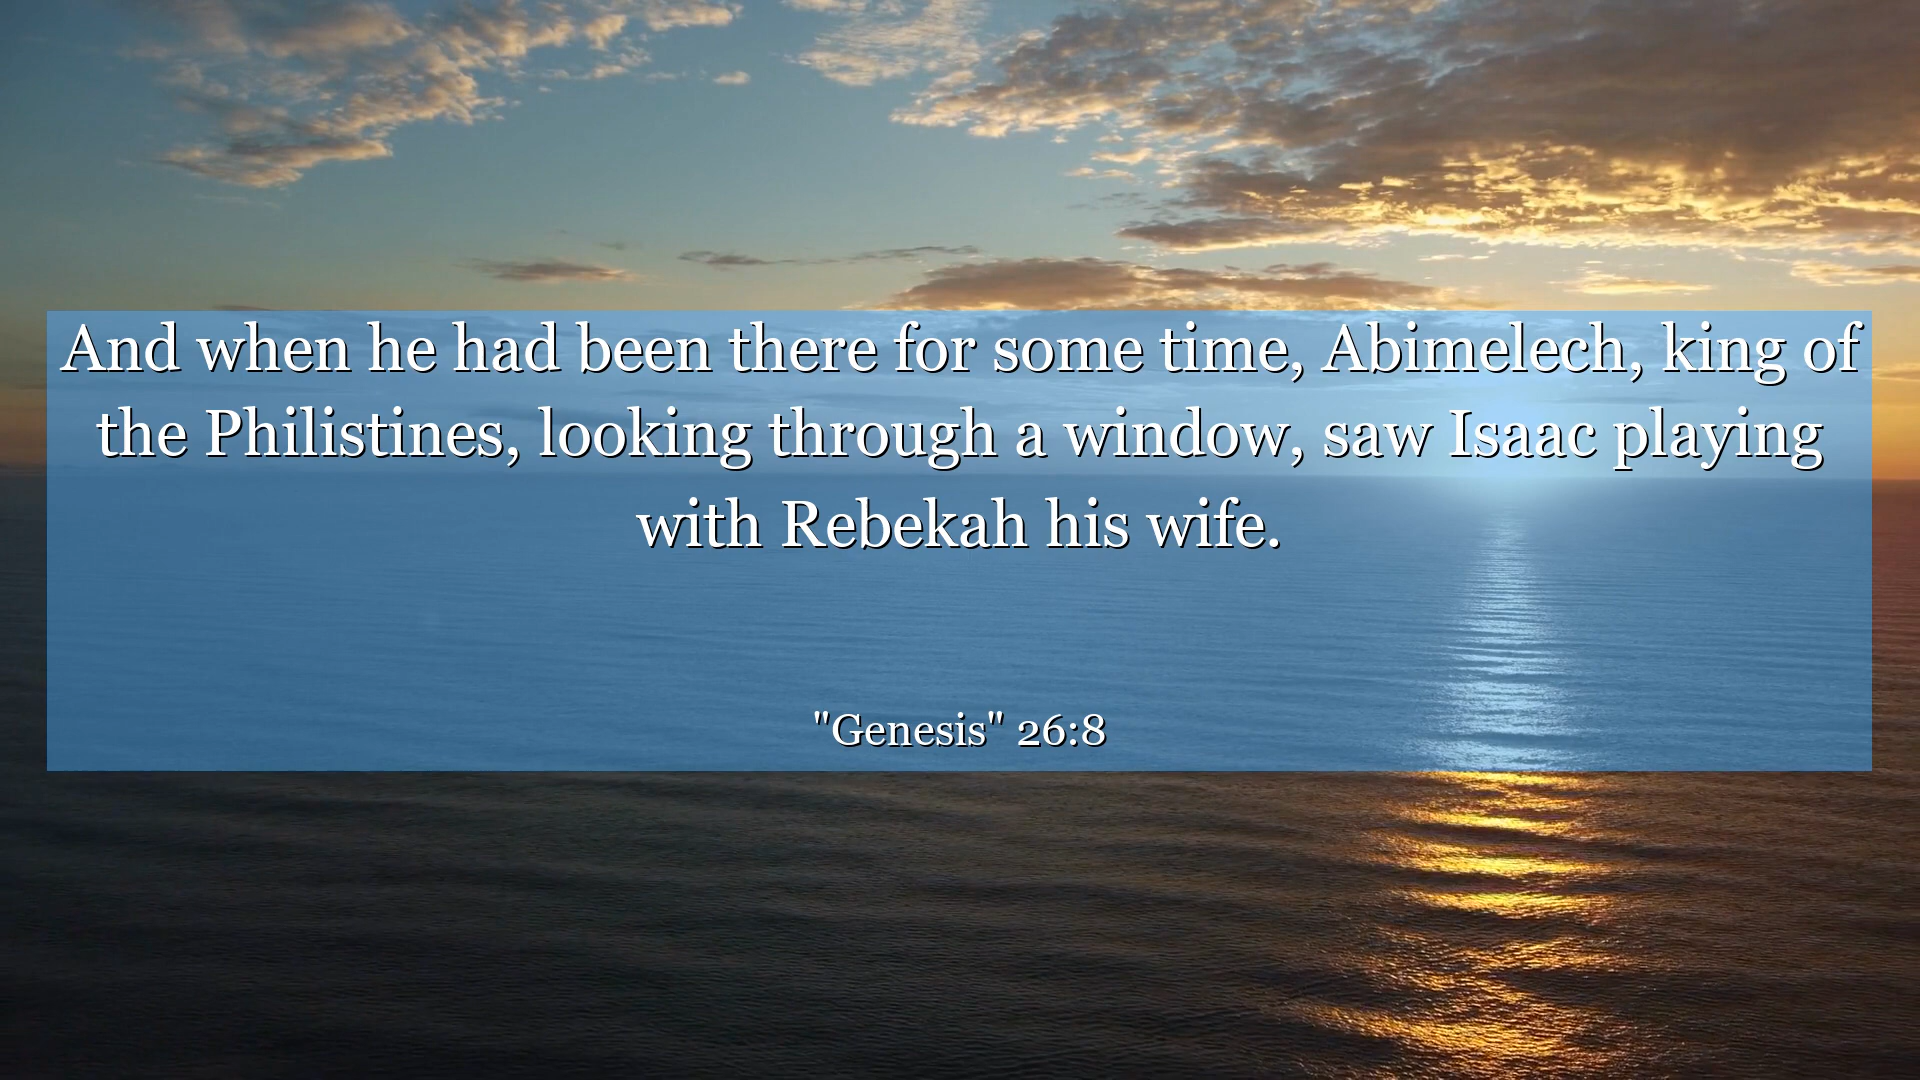 And when he had been there for some time, Abimelech, king of
the Philistines, looking through a window, saw Isaac playing
with Rebekah his wife.
"Genesis" 26:8